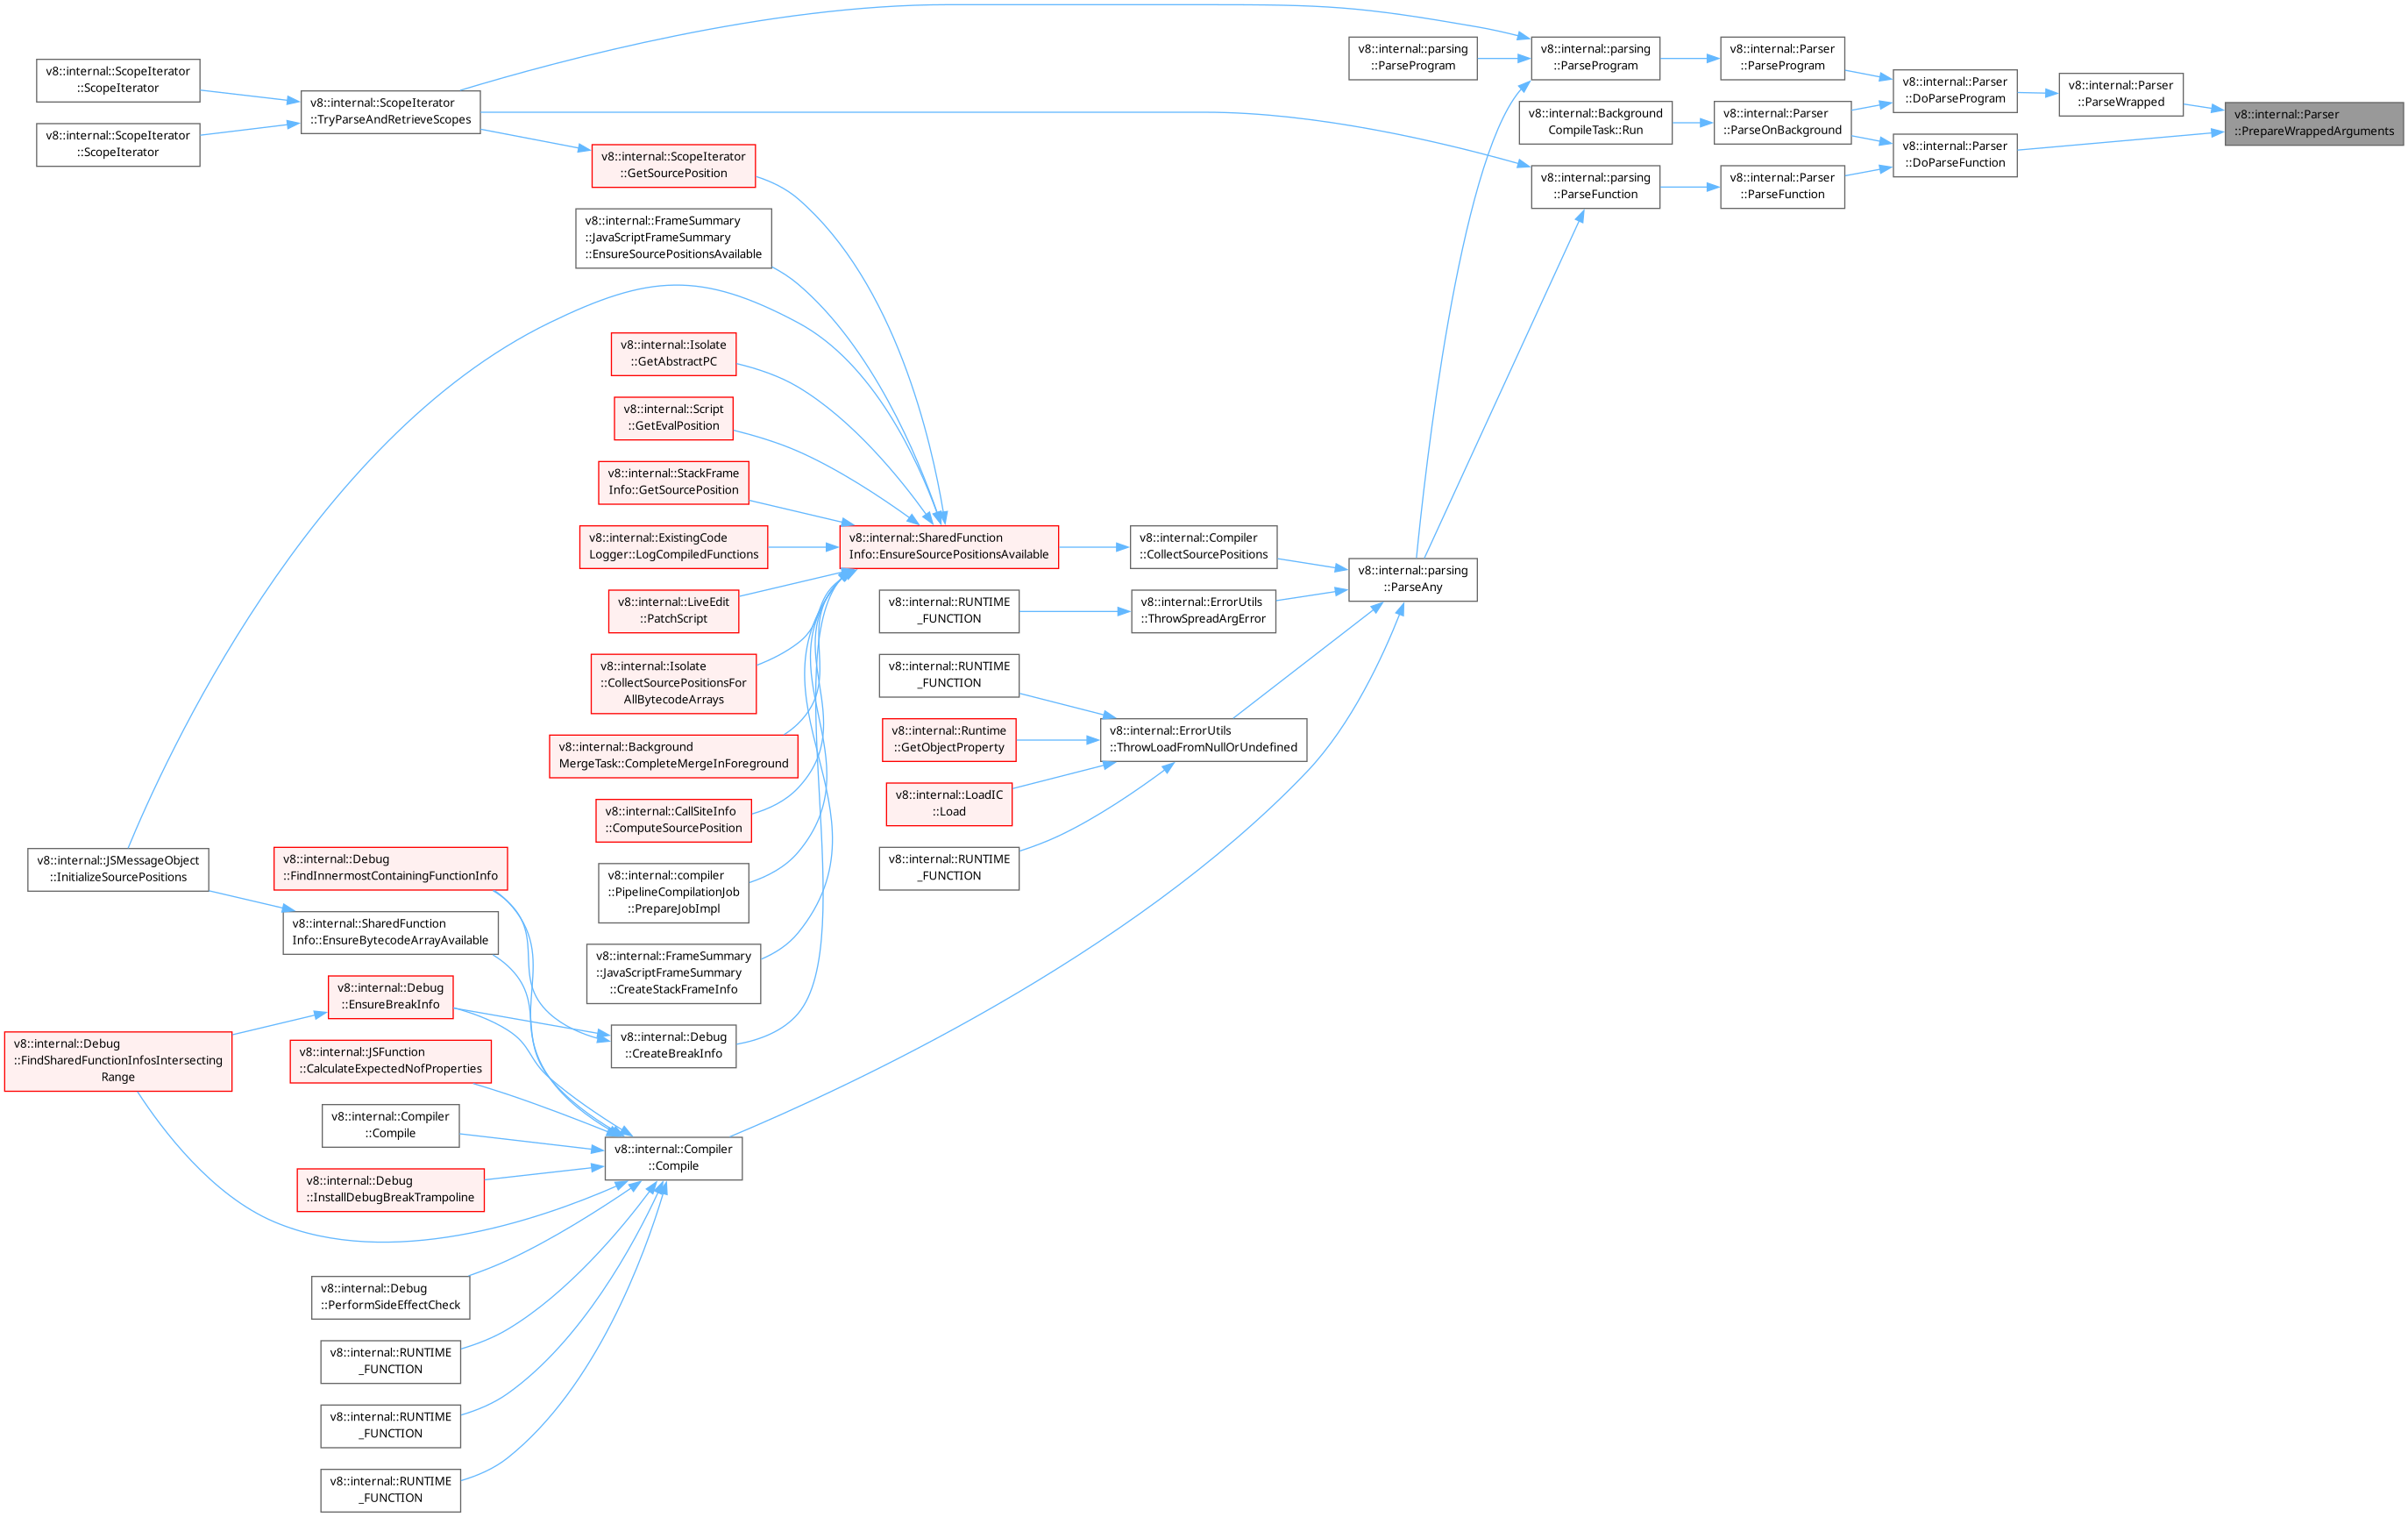 v8::internal::Parser
::PrepareWrappedArguments
v8::internal::Parser
::ParseWrapped
v8::internal::Parser
::DoParseProgram
v8::internal::Parser
::DoParseFunction
v8::internal::Parser
::ParseProgram
v8::internal::Parser
::ParseOnBackground
v8::internal::Parser
::ParseFunction
v8::internal::parsing
::ParseProgram
v8::internal::Background
CompileTask::Run
v8::internal::parsing
::ParseFunction
v8::internal::parsing
::ParseProgram
v8::internal::parsing
::ParseAny
v8::internal::Compiler
::CollectSourcePositions
v8::internal::ErrorUtils
::ThrowSpreadArgError
v8::internal::ErrorUtils
::ThrowLoadFromNullOrUndefined
v8::internal::SharedFunction
Info::EnsureSourcePositionsAvailable
v8::internal::RUNTIME
_FUNCTION
v8::internal::RUNTIME
_FUNCTION
v8::internal::Runtime
::GetObjectProperty
v8::internal::LoadIC
::Load
v8::internal::RUNTIME
_FUNCTION
v8::internal::ScopeIterator
::GetSourcePosition
v8::internal::FrameSummary
::JavaScriptFrameSummary
::EnsureSourcePositionsAvailable
v8::internal::Isolate
::GetAbstractPC
v8::internal::Script
::GetEvalPosition
v8::internal::StackFrame
Info::GetSourcePosition
v8::internal::ExistingCode
Logger::LogCompiledFunctions
v8::internal::LiveEdit
::PatchScript
v8::internal::Isolate
::CollectSourcePositionsFor
AllBytecodeArrays
v8::internal::Background
MergeTask::CompleteMergeInForeground
v8::internal::CallSiteInfo
::ComputeSourcePosition
v8::internal::compiler
::PipelineCompilationJob
::PrepareJobImpl
v8::internal::FrameSummary
::JavaScriptFrameSummary
::CreateStackFrameInfo
v8::internal::Debug
::CreateBreakInfo
v8::internal::Compiler
::Compile
v8::internal::ScopeIterator
::TryParseAndRetrieveScopes
v8::internal::ScopeIterator
::ScopeIterator
v8::internal::ScopeIterator
::ScopeIterator
v8::internal::JSMessageObject
::InitializeSourcePositions
v8::internal::Debug
::FindInnermostContainingFunctionInfo
v8::internal::SharedFunction
Info::EnsureBytecodeArrayAvailable
v8::internal::Debug
::EnsureBreakInfo
v8::internal::Debug
::FindSharedFunctionInfosIntersecting
Range
v8::internal::JSFunction
::CalculateExpectedNofProperties
v8::internal::Compiler
::Compile
v8::internal::Debug
::InstallDebugBreakTrampoline
v8::internal::Debug
::PerformSideEffectCheck
v8::internal::RUNTIME
_FUNCTION
v8::internal::RUNTIME
_FUNCTION
v8::internal::RUNTIME
_FUNCTION